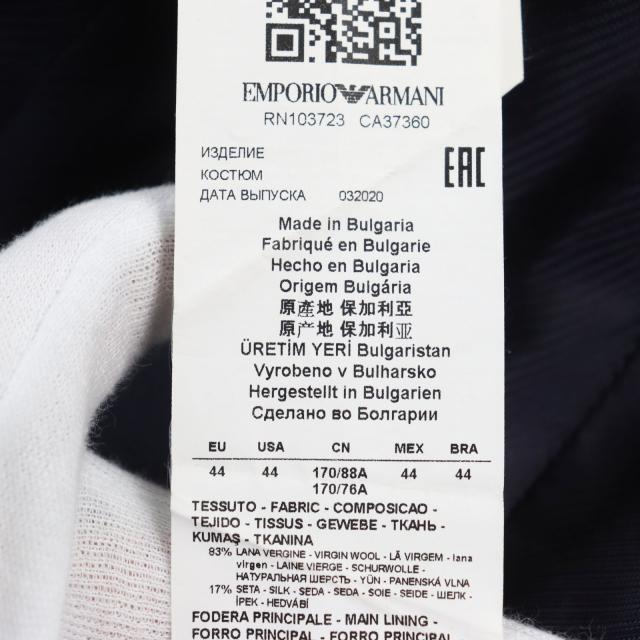 EMPORIO ARMANI
RN103723 CA37360
ИЗДЕЛИЕ
КОСТЮМ
ДАТА ВЫПУСКА 032020
EAC
Made in Bulgaria
Fabriqué en Bulgarie
Hecho en Bulgaria
Origem Bulgária
原產地 保加利亞
原产地 保加利亚
ÜRETİM YERİ Bulgaristan
Vyrobeno v Bulharsko
Hergestellt in Bulgarien
Сделано во Болгарии
EU USA CN MEX BRA
44 44 170/88A 44 44
170/76A
TESSUTO - FABRIC - COMPOSICAO -
TEJIDO - TISSUS - GEWEBE - ТКАНЬ -
KUMAŞ - TKANINA
83% LANA VERGINE - VIRGIN WOOL - LÃ VIRGEM - lana
virgen - LAINE VIERGE - SCHURWOLLE -
НАТУРАЛЬНАЯ ШЕРСТЬ - YÜN - PANENSKÁ VLNA
17% SETA - SILK - SEDA - SEDA - SOIE - SEIDE - ШЕЛК -
İPEK - HEDVÁBÍ
FODERA PRINCIPALE - MAIN LINING -
FORRO PRINCIPAL - FORRO PRINCIPAL